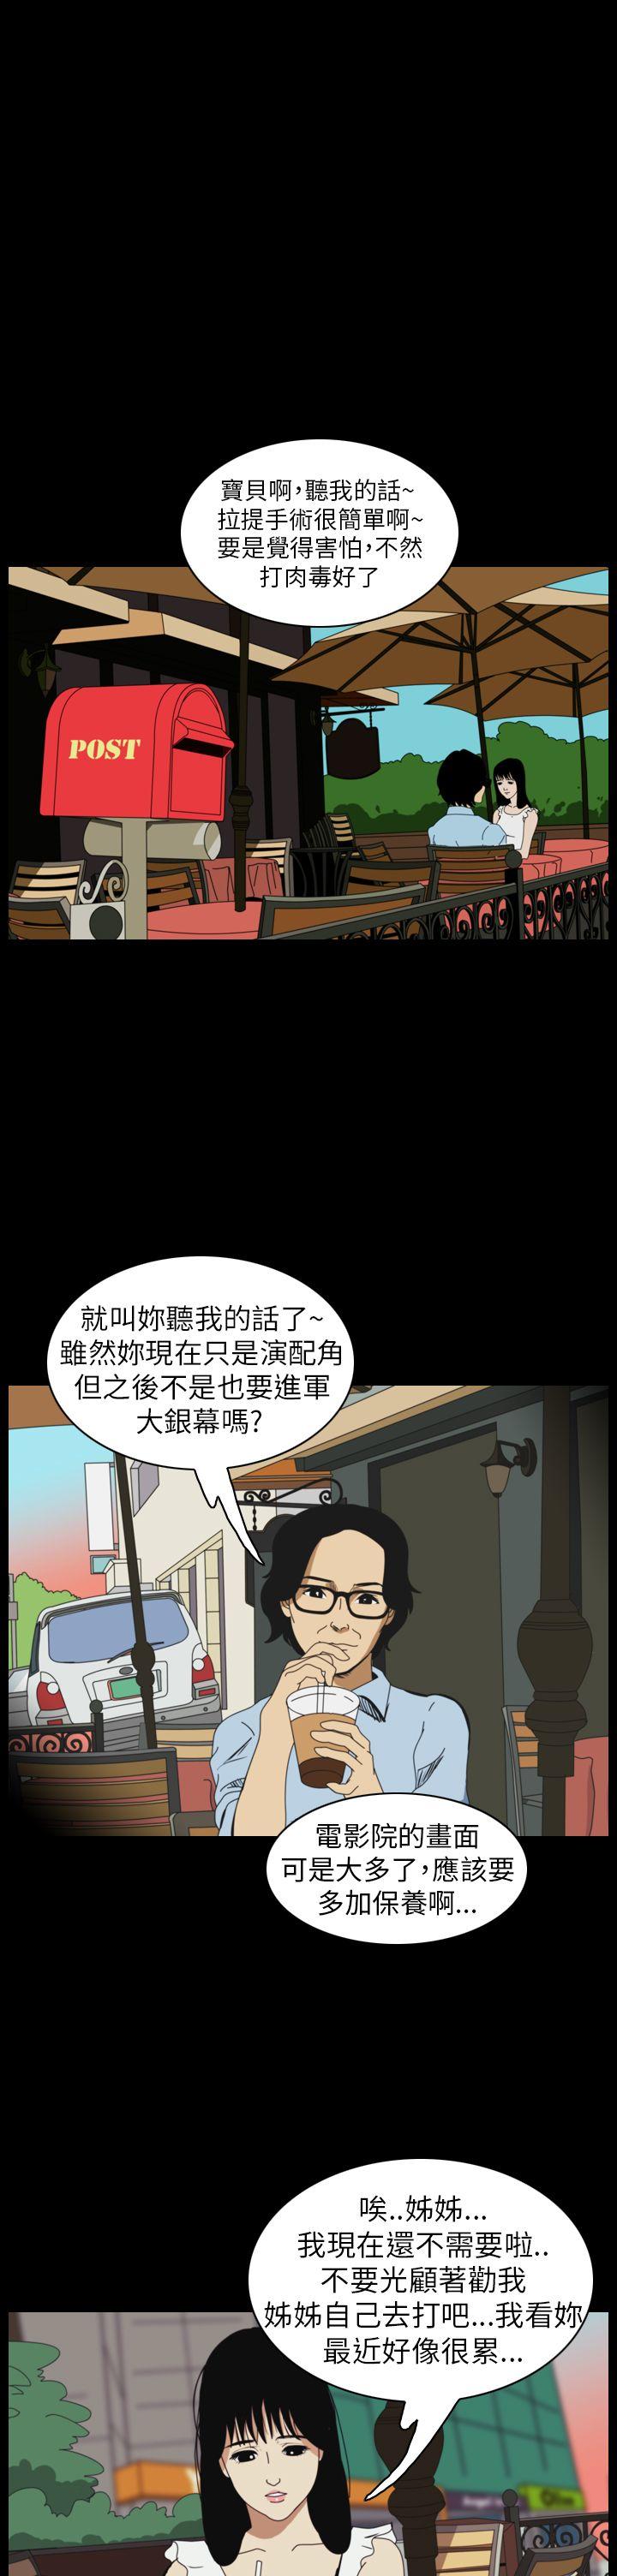 寶貝啊,聽我的話~
拉提手術很簡單啊~
要是覺得害怕,不然
打肉毒好了
POST
就叫妳聽我的話了~
雖然妳現在只是演配角
但之後不是也要進軍
大銀幕嗎?
電影院的畫面
可是大多了,應該要
多加保養啊...
唉..姊姊...
我現在還不需要啦..
不要光顧著勸我
姊姊自己去打吧...我看妳
最近好像很累...